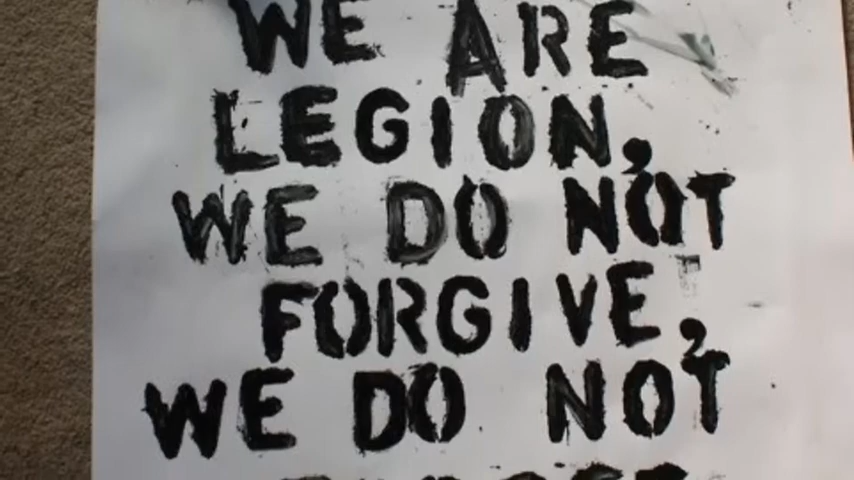 WE ARE
LEGION,
WE DO NOT
FORGIVE,
WE DO NOT